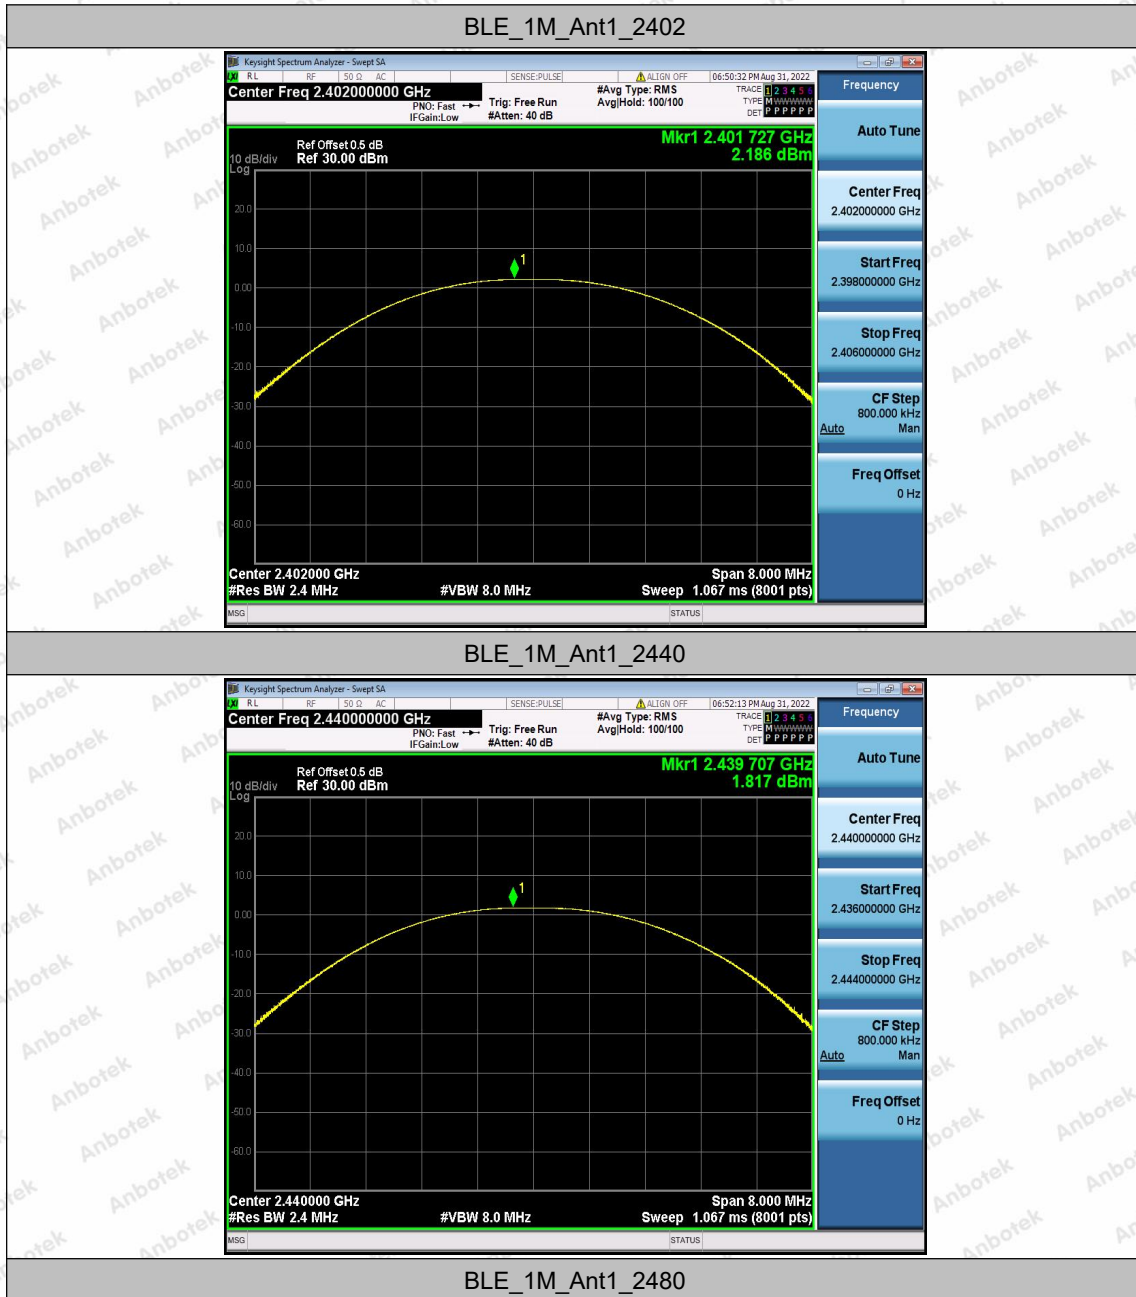 BLE_1M_Ant1_2402
Keysight Spectrum Analyzer - Swept SA
RL RF 50 Ω AC SENSE:PULSE ALIGN OFF 06:50:32 PM Aug 31, 2022
Center Freq 2.402000000 GHz #Avg Type: RMS TRACE 1 2 3 4 5 6
PNO: Fast Trig: Free Run Avg|Hold: 100/100 TYPE M WWWWW
IFGain:Low #Atten: 40 dB DET P P P P P P
Frequency
Auto Tune
Mkr1 2.401 727 GHz
Ref Offset 0.5 dB
10 dB/div Ref 30.00 dBm 2.186 dBm
Log
20.0
10.0
0.00
-10.0
-20.0
-30.0
-40.0
-50.0
-60.0
1
Center Freq
2.402000000 GHz
Start Freq
2.398000000 GHz
Stop Freq
2.406000000 GHz
CF Step
800.000 kHz
Auto Man
Freq Offset
0 Hz
Center 2.402000 GHz Span 8.000 MHz
#Res BW 2.4 MHz #VBW 8.0 MHz Sweep 1.067 ms (8001 pts)
MSG STATUS
BLE_1M_Ant1_2440
Keysight Spectrum Analyzer - Swept SA
RL RF 50 Ω AC SENSE:PULSE ALIGN OFF 06:52:13 PM Aug 31, 2022
Center Freq 2.440000000 GHz #Avg Type: RMS TRACE 1 2 3 4 5 6
PNO: Fast Trig: Free Run Avg|Hold: 100/100 TYPE M WWWWW
IFGain:Low #Atten: 40 dB DET P P P P P P
Frequency
Auto Tune
Mkr1 2.439 707 GHz
Ref Offset 0.5 dB
10 dB/div Ref 30.00 dBm 1.817 dBm
Log
20.0
10.0
0.00
-10.0
-20.0
-30.0
-40.0
-50.0
-60.0
1
Center Freq
2.440000000 GHz
Start Freq
2.436000000 GHz
Stop Freq
2.444000000 GHz
CF Step
800.000 kHz
Auto Man
Freq Offset
0 Hz
Center 2.440000 GHz Span 8.000 MHz
#Res BW 2.4 MHz #VBW 8.0 MHz Sweep 1.067 ms (8001 pts)
MSG STATUS
BLE_1M_Ant1_2480